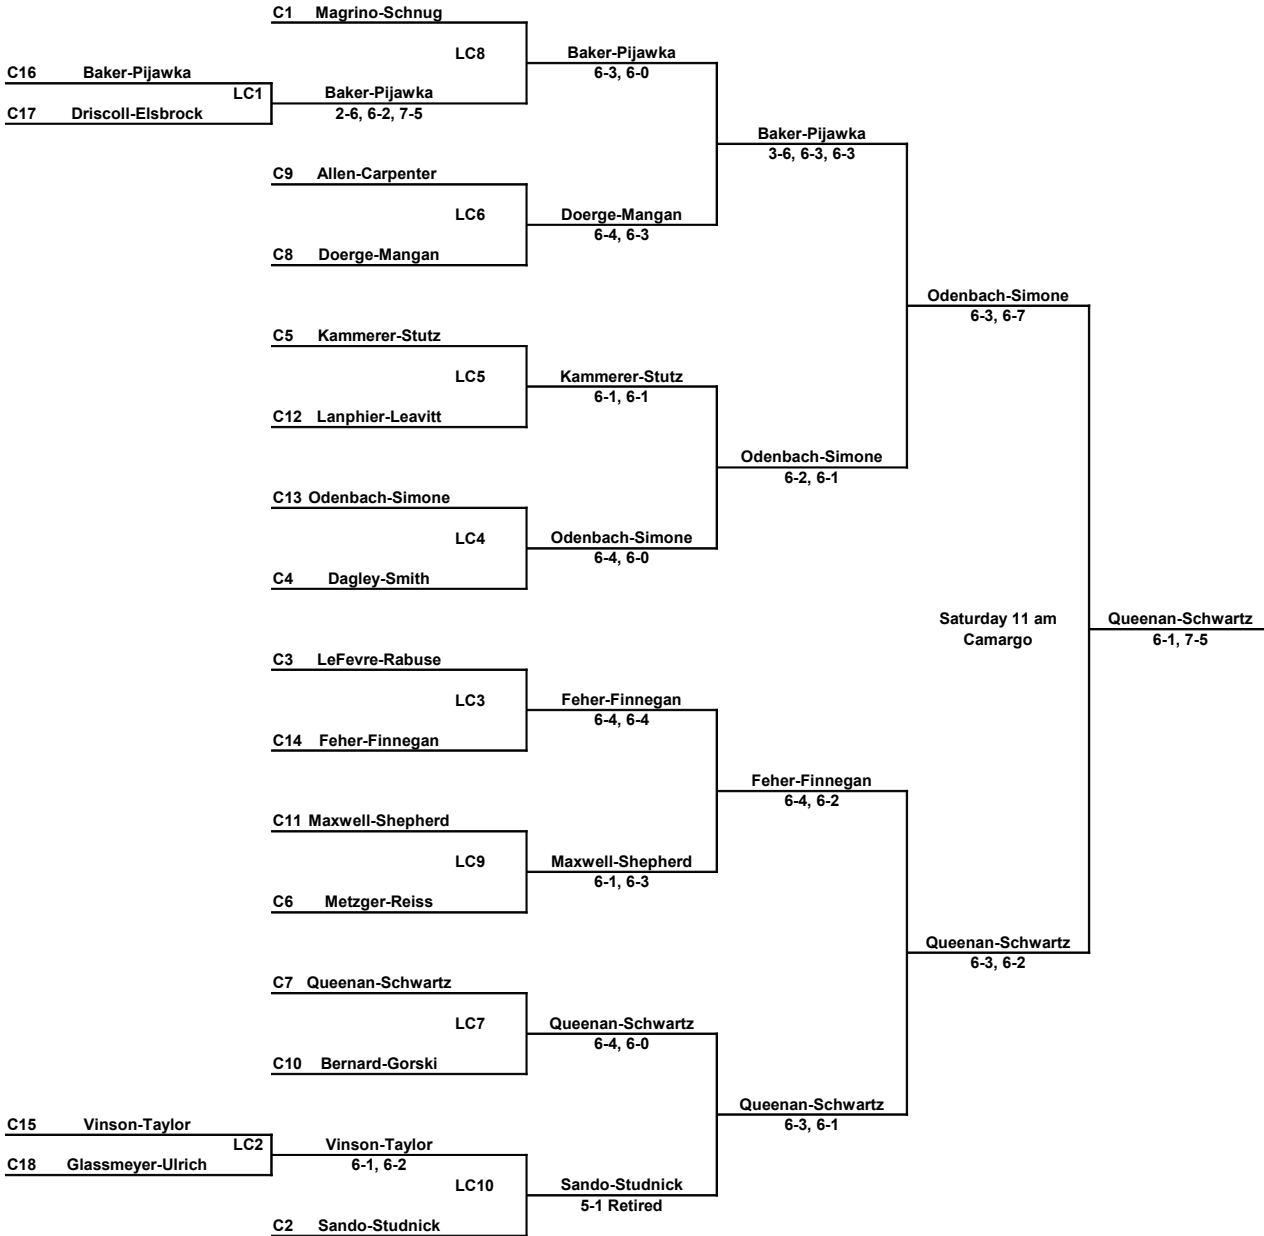 C1 Magrino-Schnug
LC8
Baker-Pijawka
6-3, 6-0
C16 Baker-Pijawka
LC1
Baker-Pijawka
2-6, 6-2, 7-5
C17 Driscoll-Elsbrock
Baker-Pijawka
3-6, 6-3, 6-3
C9 Allen-Carpenter
LC6
Doerge-Mangan
6-4, 6-3
C8 Doerge-Mangan
Odenbach-Simone
6-3, 6-7
C5 Kammerer-Stutz
LC5
Kammerer-Stutz
6-1, 6-1
C12 Lanphier-Leavitt
Odenbach-Simone
6-2, 6-1
C13 Odenbach-Simone
LC4
Odenbach-Simone
6-4, 6-0
C4 Dagley-Smith
Saturday 11 am
Camargo
Queenan-Schwartz
6-1, 7-5
C3 LeFevre-Rabuse
LC3
Feher-Finnegan
6-4, 6-4
C14 Feher-Finnegan
Feher-Finnegan
6-4, 6-2
C11 Maxwell-Shepherd
LC9
Maxwell-Shepherd
6-1, 6-3
C6 Metzger-Reiss
Queenan-Schwartz
6-3, 6-2
C7 Queenan-Schwartz
LC7
Queenan-Schwartz
6-4, 6-0
C10 Bernard-Gorski
Queenan-Schwartz
6-3, 6-1
C15 Vinson-Taylor
LC2
Vinson-Taylor
6-1, 6-2
C18 Glassmeyer-Ulrich
LC10
Sando-Studnick
5-1 Retired
C2 Sando-Studnick